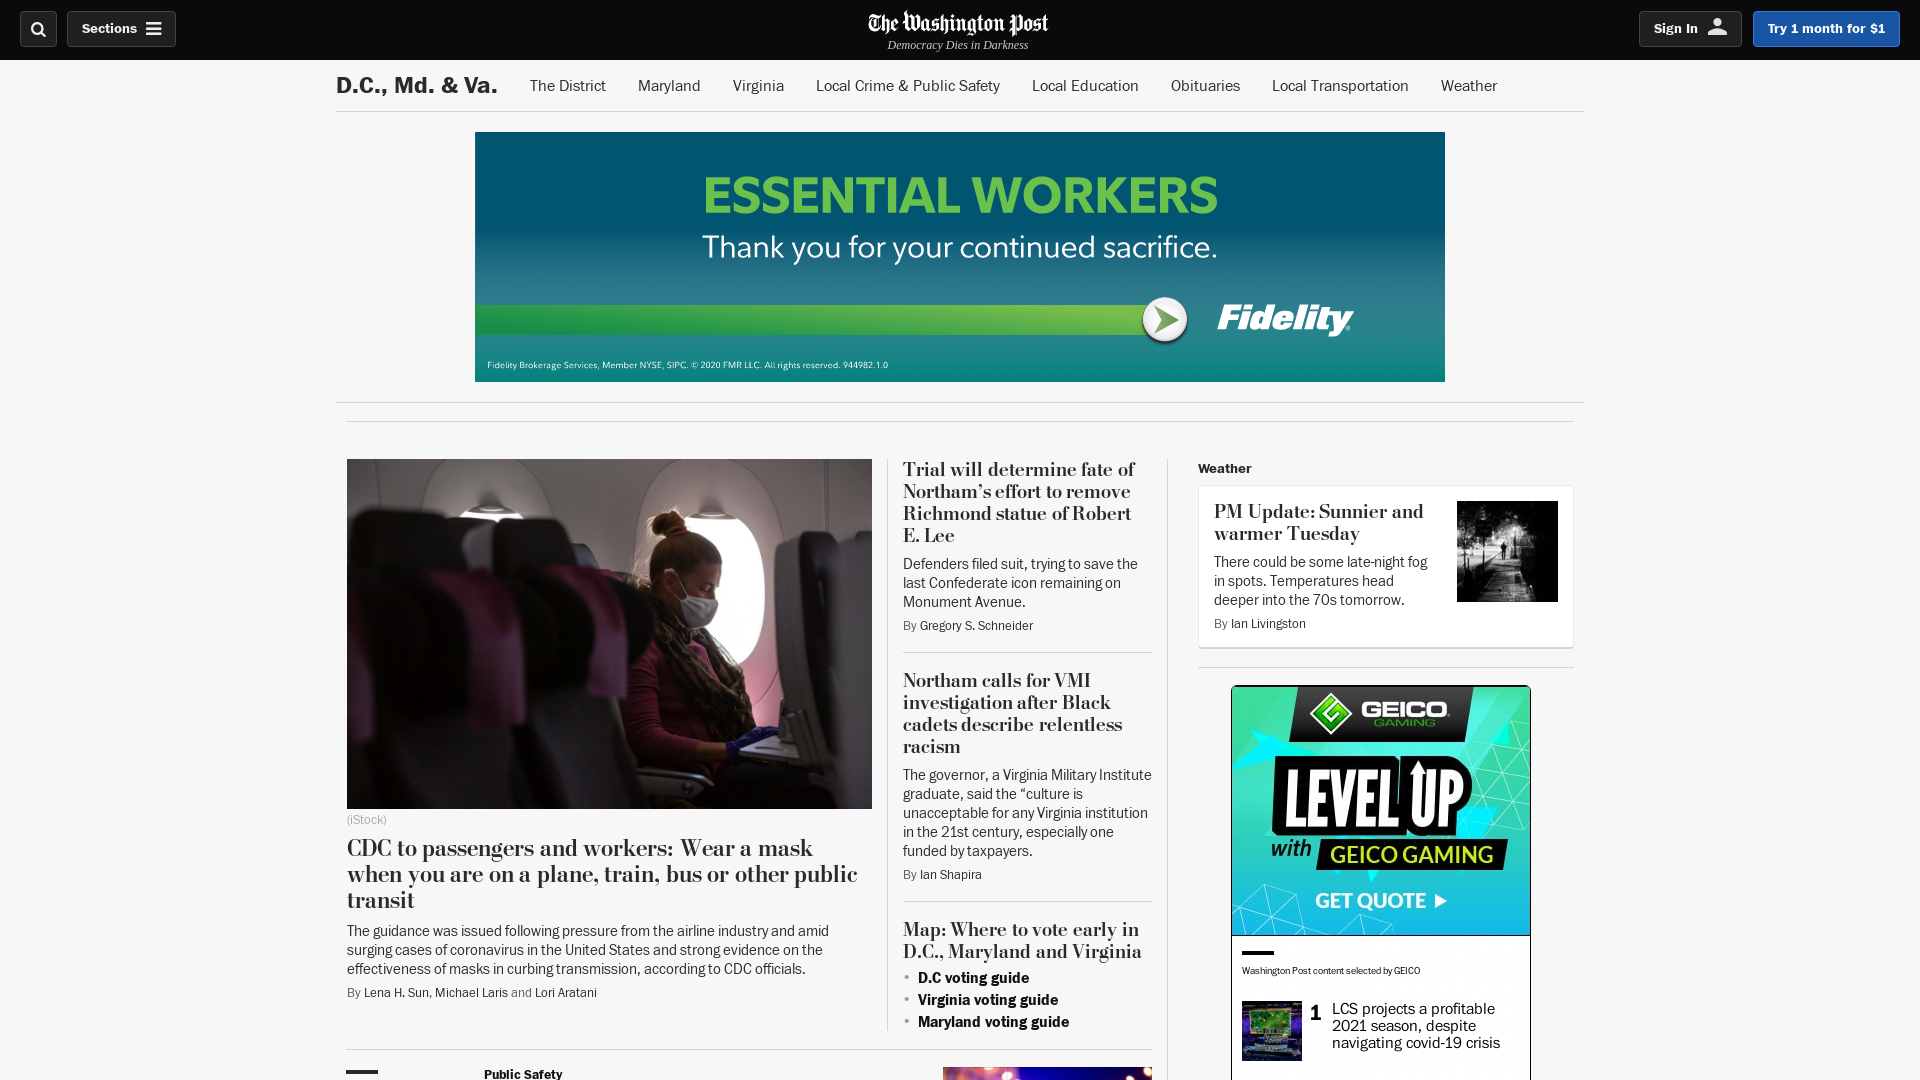 Sections
The Washington Post
Democracy Dies in Darkness
Sign In
Try 1 month for $1
D.C., Md. & Va.
The District
Maryland
Virginia
Local Crime & Public Safety
Local Education
Obituaries
Local Transportation
Weather
ESSENTIAL WORKERS
Thank you for your continued sacrifice.
Fidelity
Fidelity Brokerage Services, Member NYSE, SIPC. © 2020 FMR LLC. All rights reserved. 944982.1.0
(iStock)
CDC to passengers and workers: Wear a mask
when you are on a plane, train, bus or other public
transit
The guidance was issued following pressure from the airline industry and amid
surging cases of coronavirus in the United States and strong evidence on the
effectiveness of masks in curbing transmission, according to CDC officials.
By Lena H. Sun, Michael Laris and Lori Aratani
Trial will determine fate of
Northam’s effort to remove
Richmond statue of Robert
E. Lee
Defenders filed suit, trying to save the
last Confederate icon remaining on
Monument Avenue.
By Gregory S. Schneider
Northam calls for VMI
investigation after Black
cadets describe relentless
racism
The governor, a Virginia Military Institute
graduate, said the “culture is
unacceptable for any Virginia institution
in the 21st century, especially one
funded by taxpayers.
By Ian Shapira
Map: Where to vote early in
D.C., Maryland and Virginia
• D.C voting guide
• Virginia voting guide
• Maryland voting guide
Weather
PM Update: Sunnier and
warmer Tuesday
There could be some late-night fog
in spots. Temperatures head
deeper into the 70s tomorrow.
By Ian Livingston
GEICO
GAMING
LEVEL UP
with GEICO GAMING
GET QUOTE
Washington Post content selected by GEICO
1 LCS projects a profitable
2021 season, despite
navigating covid-19 crisis
Public Safety